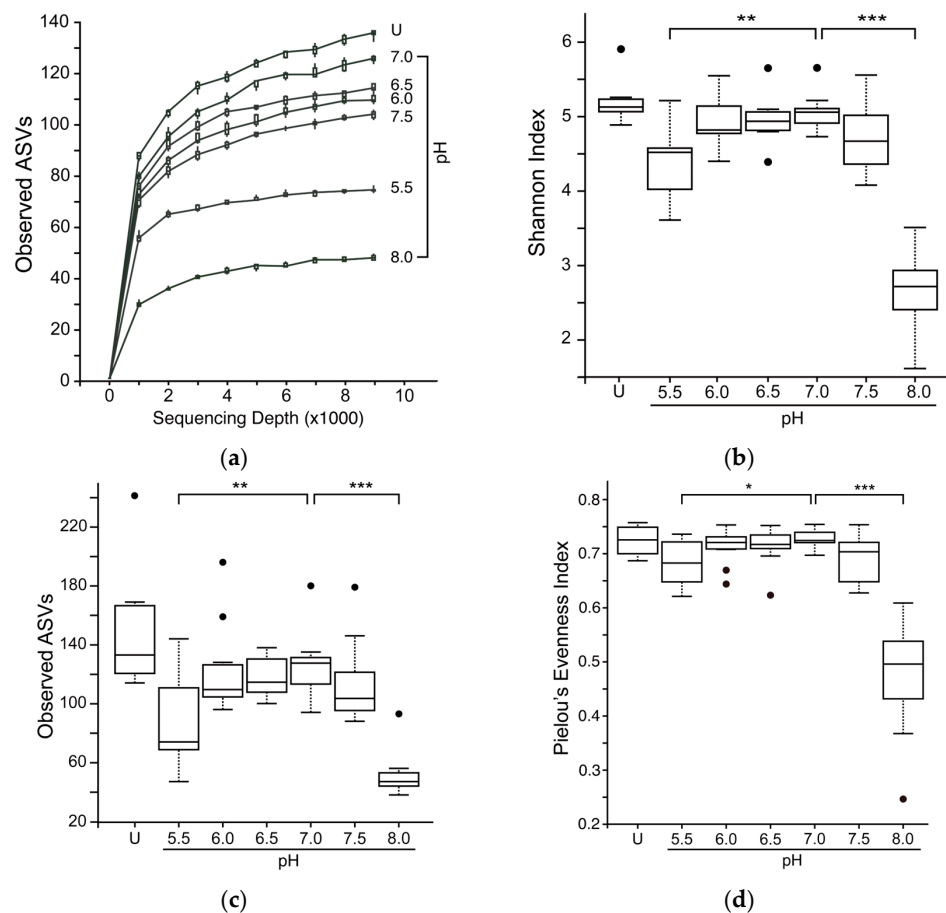 140
120
100
80
60
40
20
0
Observed ASVs
U
7.0
6.5
6.0
7.5
5.5
8.0
pH
0 2 4 6 8 10
Sequencing Depth (x1000)
(a)
** ***
6
5
4
3
2
Shannon Index
U 5.5 6.0 6.5 7.0 7.5 8.0
pH
(b)
** ***
220
180
140
100
60
20
Observed ASVs
U 5.5 6.0 6.5 7.0 7.5 8.0
pH
(c)
* ***
0.8
0.7
0.6
0.5
0.4
0.3
0.2
Pielou's Evenness Index
U 5.5 6.0 6.5 7.0 7.5 8.0
pH
(d)